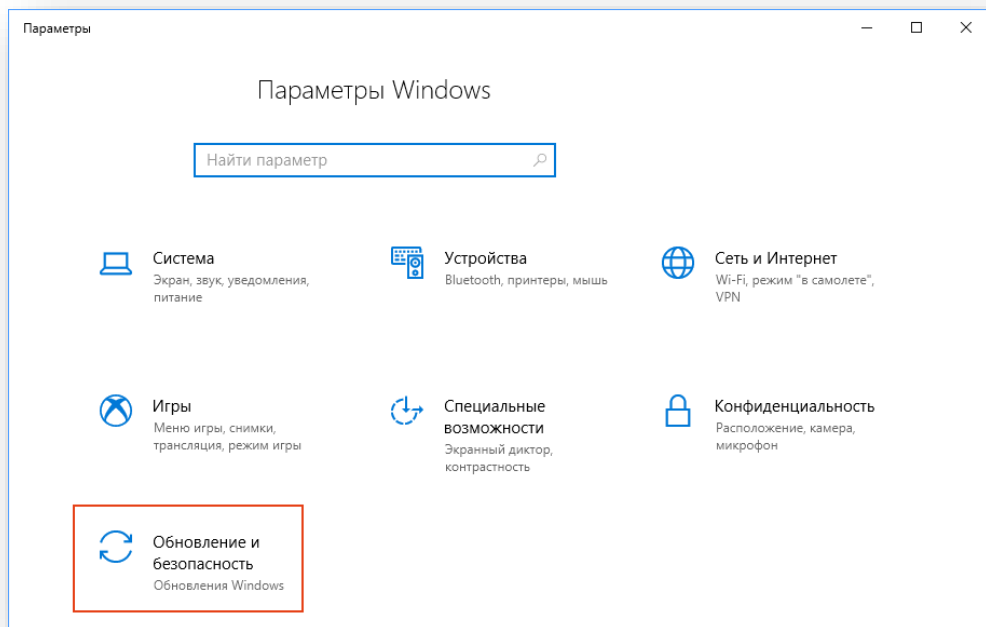 Параметры
Параметры Windows
Найти параметр
Система
Экран, звук, уведомления,
питание
Устройства
Bluetooth, принтеры, мышь
Сеть и Интернет
Wi-Fi, режим "в самолете",
VPN
Игры
Меню игры, снимки,
трансляция, режим игры
Специальные
возможности
Экранный диктор,
контрастность
Конфиденциальность
Расположение, камера,
микрофон
Обновление и
безопасность
Обновления Windows